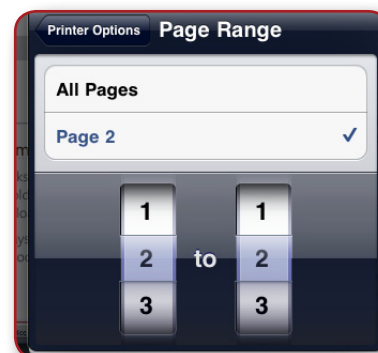 Printer Options Page Range
All Pages
Page 2
1 1
2 to 2
3 3